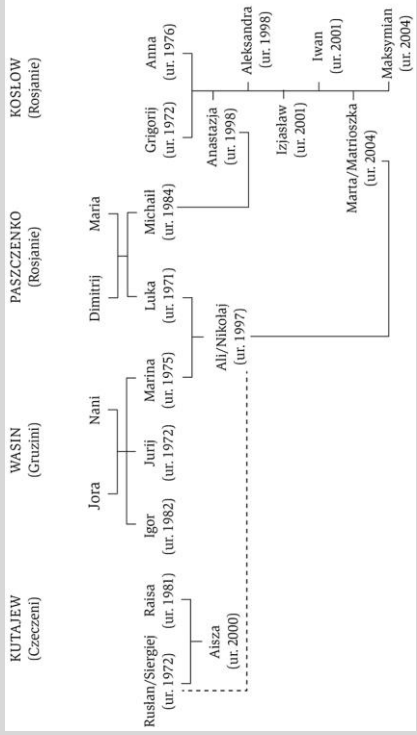 KUTAJEW
(Czeczeni)
WASIN
(Gruzini)
PASZCZENKO
(Rosjanie)
KOSŁOW
(Rosjanie)
Jora
Nani
Dimitrij
Maria
Rusłan/Siergiej
(ur. 1972)
Raisa
(ur. 1981)
Igor
(ur. 1982)
Jurij
(ur. 1972)
Marina
(ur. 1975)
Luka
(ur. 1971)
Michaił
(ur. 1984)
Grigorij
(ur. 1972)
Anna
(ur. 1976)
Aisza
(ur. 2000)
Ali/Nikołaj
(ur. 1997)
Anastazja
(ur. 1998)
Aleksandra
(ur. 1998)
Izjasław
(ur. 2001)
Iwan
(ur. 2001)
Marta/Matrioszka
(ur. 2004)
Maksymian
(ur. 2004)